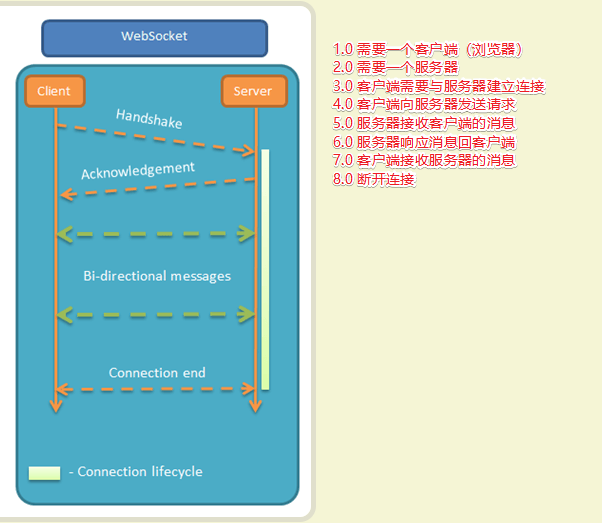 WebSocket
Client
Server
Handshake
Acknowledgement
Bi-directional messages
Connection end
- Connection lifecycle
1.0 需要一个客户端（浏览器）
2.0 需要一个服务器
3.0 客户端需要与服务器建立连接
4.0 客户端向服务器发送请求
5.0 服务器接收客户端的消息
6.0 服务器响应消息回客户端
7.0 客户端接收服务器的消息
8.0 断开连接